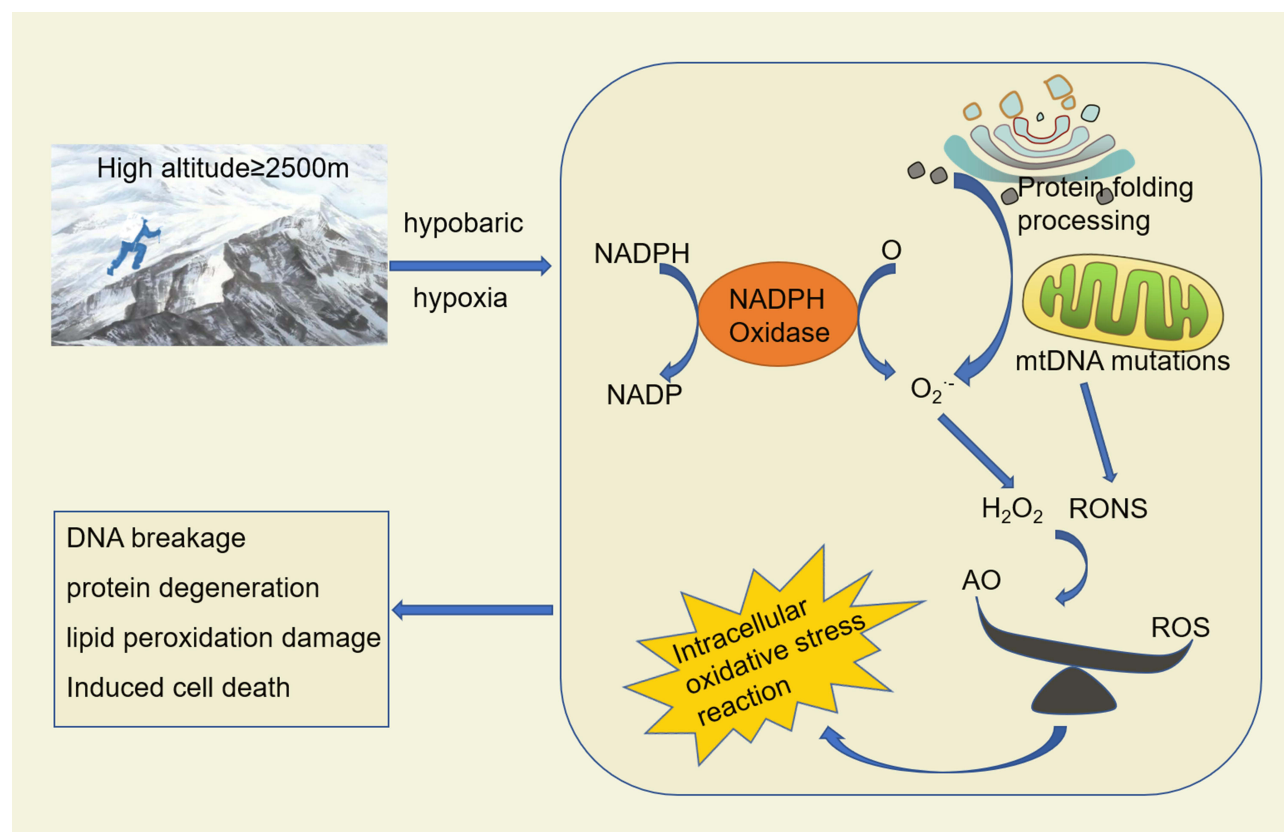 High altitude≥2500m
hypobaric
hypoxia
Protein folding
processing
NADPH
O
NADPH
Oxidase
NADP
O₂·-
mtDNA mutations
H₂O₂
RONS
AO
ROS
Intracellular
oxidative stress
reaction
DNA breakage
protein degeneration
lipid peroxidation damage
Induced cell death